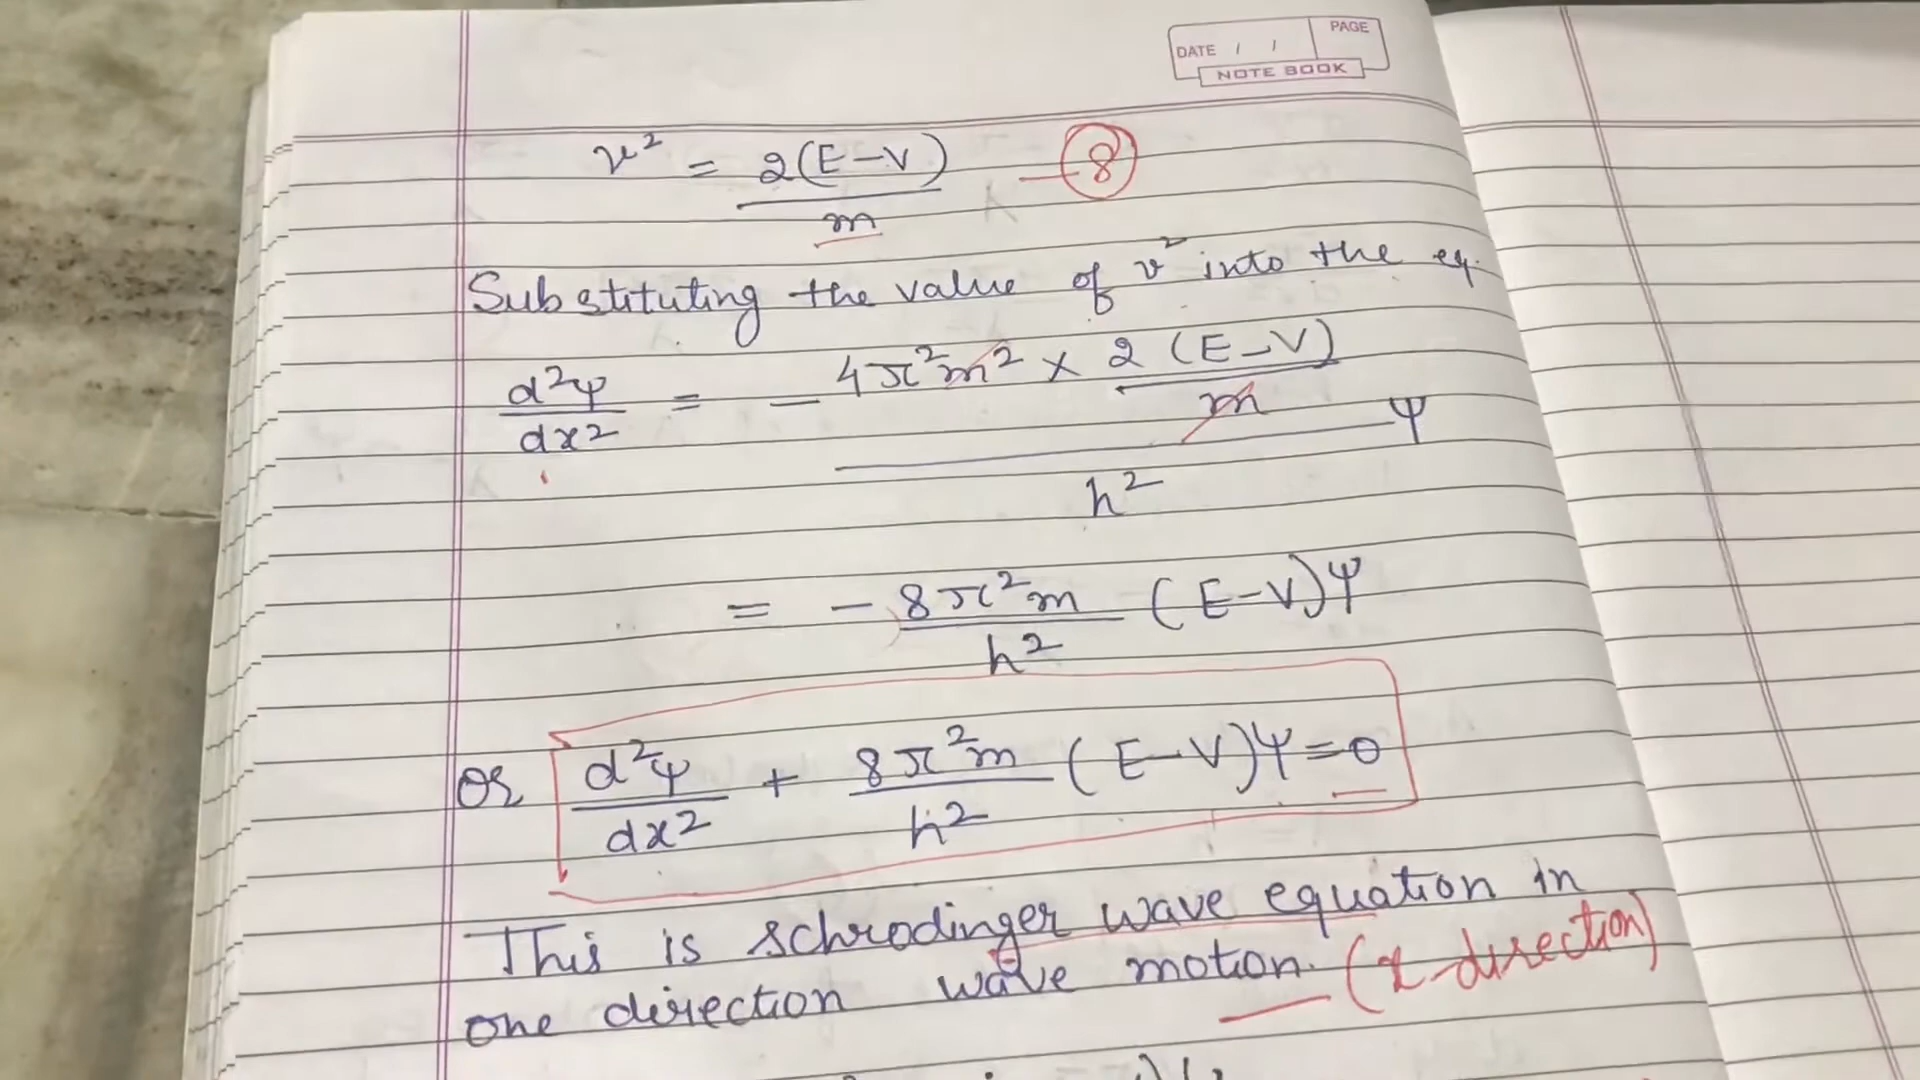 DATE / / PAGE
NOTE BOOK
v² = 2(E-V)/m — 8
Substituting the value of v² into the eq.
d²ψ/dx² = - 4π²m² × 2(E-V)/m / h² ψ
= - 8π²m/h² (E-V)ψ
or d²ψ/dx² + 8π²m/h² (E-V)ψ = 0
This is schrodinger wave equation in
one direction wave motion. (x-direction)